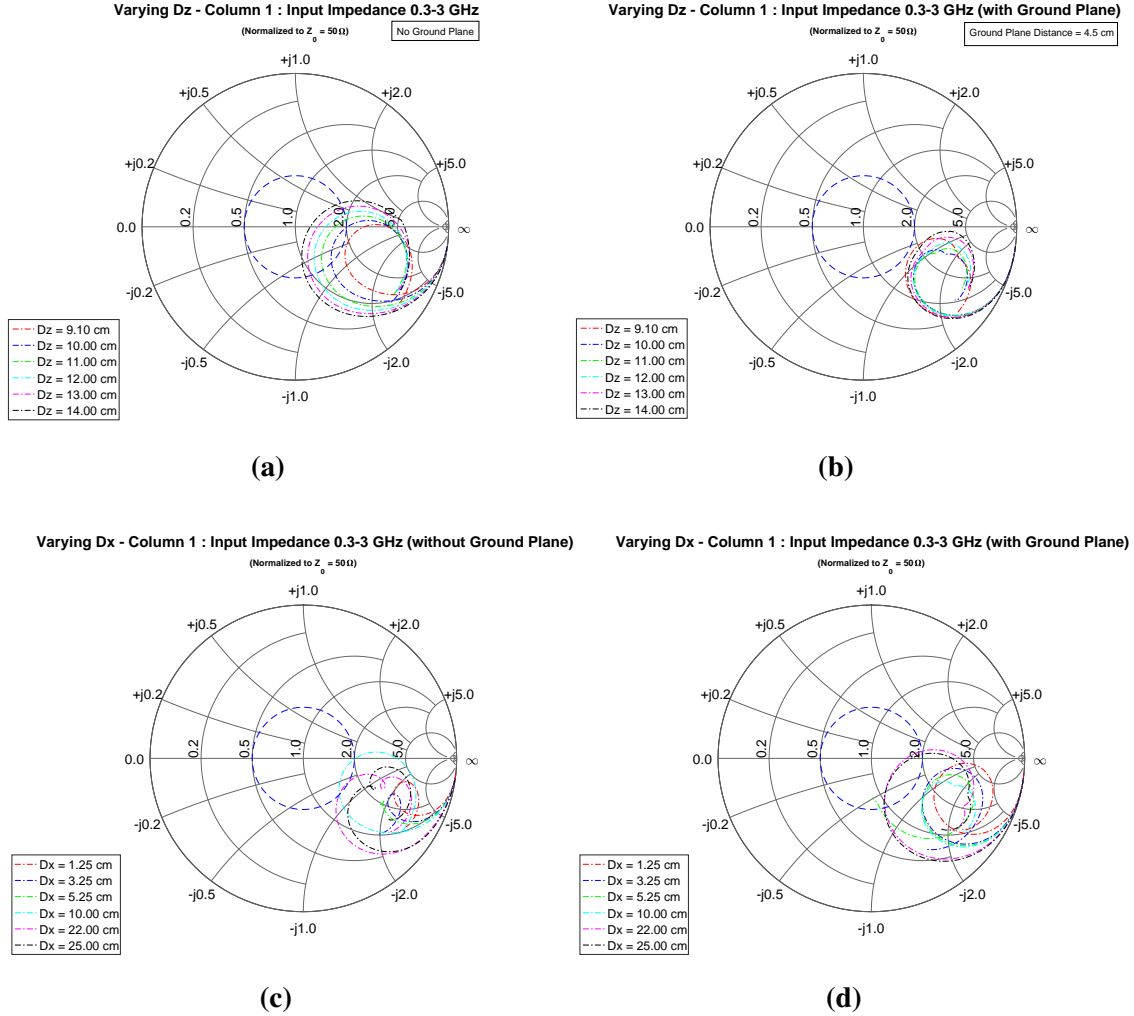 Varying Dz - Column 1 : Input Impedance 0.3-3 GHz
(Normalized to Z0 = 50Ω)
No Ground Plane
+j1.0
+j0.5
+j2.0
+j0.2
+j5.0
0.0
0.2
0.5
1.0
2.0
5.0
∞
-j0.2
-j5.0
-j0.5
-j2.0
-j1.0
Dz = 9.10 cm
Dz = 10.00 cm
Dz = 11.00 cm
Dz = 12.00 cm
Dz = 13.00 cm
Dz = 14.00 cm
(a)
Varying Dz - Column 1 : Input Impedance 0.3-3 GHz (with Ground Plane)
(Normalized to Z0 = 50Ω)
Ground Plane Distance = 4.5 cm
+j1.0
+j0.5
+j2.0
+j0.2
+j5.0
0.0
0.2
0.5
1.0
2.0
5.0
∞
-j0.2
-j5.0
-j0.5
-j2.0
-j1.0
Dz = 9.10 cm
Dz = 10.00 cm
Dz = 11.00 cm
Dz = 12.00 cm
Dz = 13.00 cm
Dz = 14.00 cm
(b)
Varying Dx - Column 1 : Input Impedance 0.3-3 GHz (without Ground Plane)
(Normalized to Z0 = 50Ω)
+j1.0
+j0.5
+j2.0
+j0.2
+j5.0
0.0
0.2
0.5
1.0
2.0
5.0
∞
-j0.2
-j5.0
-j0.5
-j2.0
-j1.0
Dx = 1.25 cm
Dx = 3.25 cm
Dx = 5.25 cm
Dx = 10.00 cm
Dx = 22.00 cm
Dx = 25.00 cm
(c)
Varying Dx - Column 1 : Input Impedance 0.3-3 GHz (with Ground Plane)
(Normalized to Z0 = 50Ω)
+j1.0
+j0.5
+j2.0
+j0.2
+j5.0
0.0
0.2
0.5
1.0
2.0
5.0
∞
-j0.2
-j5.0
-j0.5
-j2.0
-j1.0
Dx = 1.25 cm
Dx = 3.25 cm
Dx = 5.25 cm
Dx = 10.00 cm
Dx = 22.00 cm
Dx = 25.00 cm
(d)